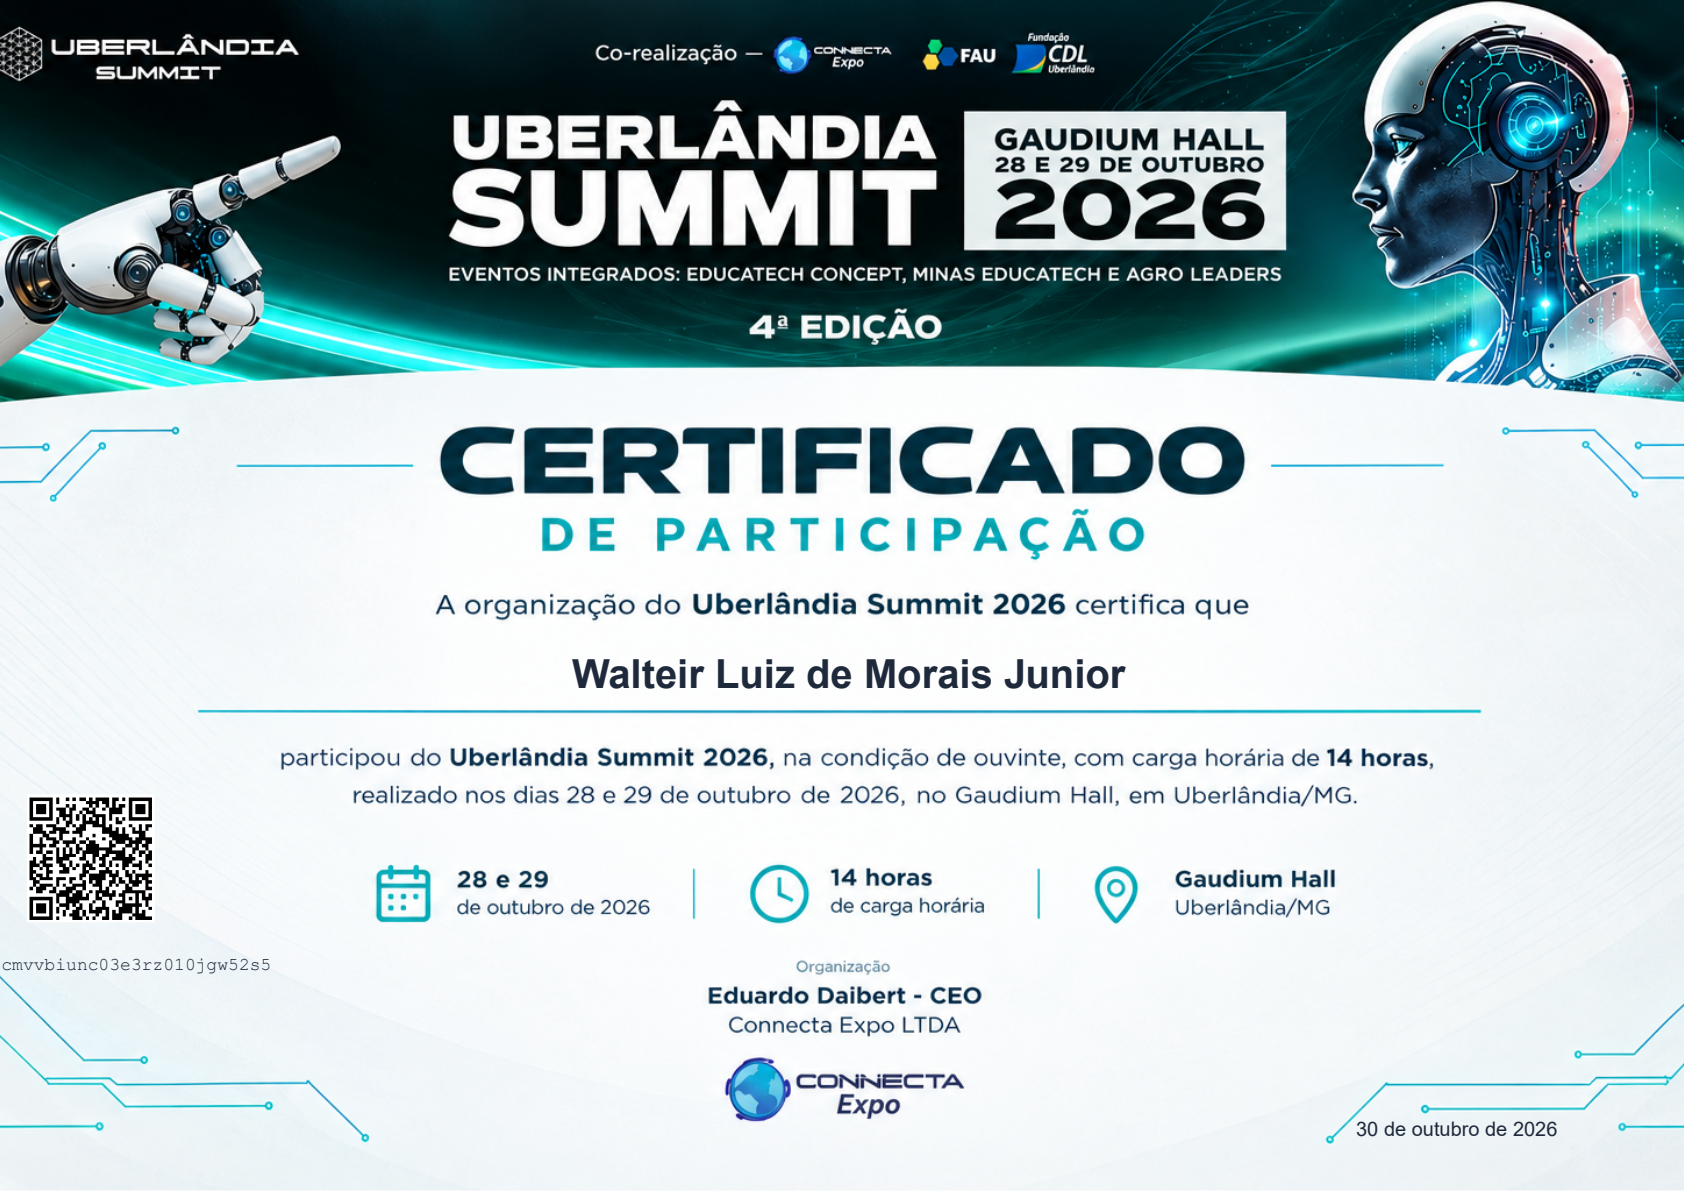 UBERLÂNDIA
SUMMIT
Co-realização — CONNECTA Expo FAU Fundação CDL Uberlândia
UBERLÂNDIA
SUMMIT
GAUDIUM HALL
28 E 29 DE OUTUBRO
2026
EVENTOS INTEGRADOS: EDUCATECH CONCEPT, MINAS EDUCATECH E AGRO LEADERS
4ª EDIÇÃO
CERTIFICADO
DE PARTICIPAÇÃO
A organização do Uberlândia Summit 2026 certifica que
Walteir Luiz de Morais Junior
participou do Uberlândia Summit 2026, na condição de ouvinte, com carga horária de 14 horas,
realizado nos dias 28 e 29 de outubro de 2026, no Gaudium Hall, em Uberlândia/MG.
28 e 29
de outubro de 2026
14 horas
de carga horária
Gaudium Hall
Uberlândia/MG
cmvvbiunc03e3rz010jgw52s5
Organização
Eduardo Daibert - CEO
Connecta Expo LTDA
CONNECTA
Expo
30 de outubro de 2026